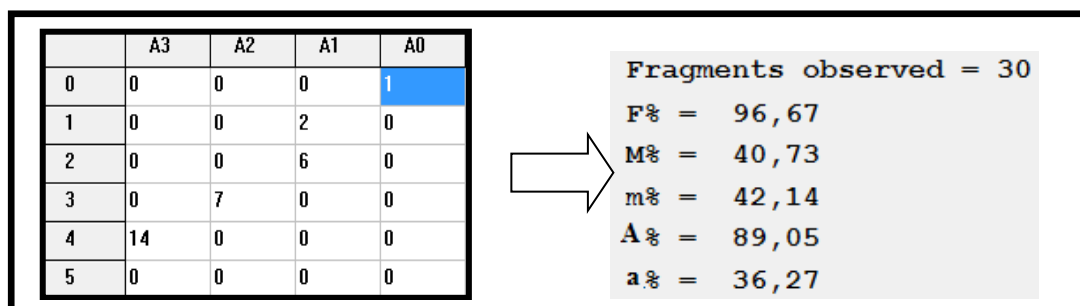 A3 A2 A1 A0
0 0 0 0 1
1 0 0 2 0
2 0 0 6 0
3 0 7 0 0
4 14 0 0 0
5 0 0 0 0
Fragments observed = 30
F% = 96,67
M% = 40,73
m% = 42,14
A% = 89,05
a% = 36,27